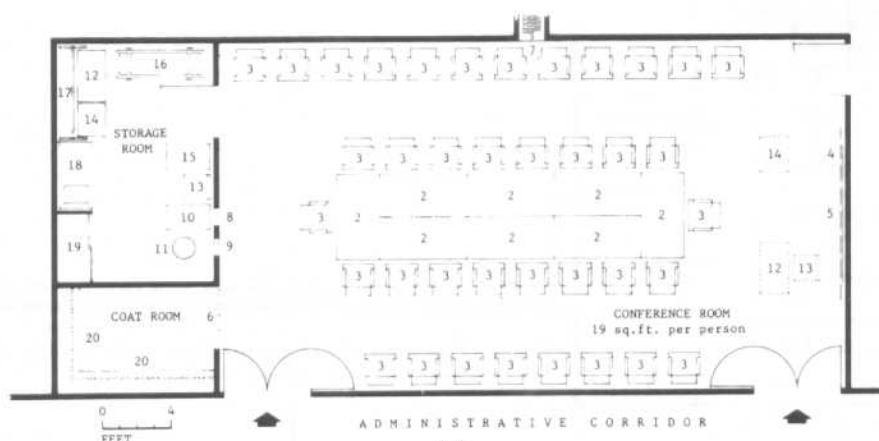 7
3 3 3 3 3 3 3 3 3 3 3 3
12 16
17
14
STORAGE
ROOM
3 3 3 3 3 3 3 3
15 14 4
18
13
2 2 2
10 8 3 2 2 3 5
2 2 2
19 11 9
3 3 3 3 3 3 3 3
12 13
COAT ROOM 6
CONFERENCE ROOM
19 sq.ft. per person
20
20
3 3 3 3 3 3 3 3
0 4
FEET
ADMINISTRATIVE CORRIDOR